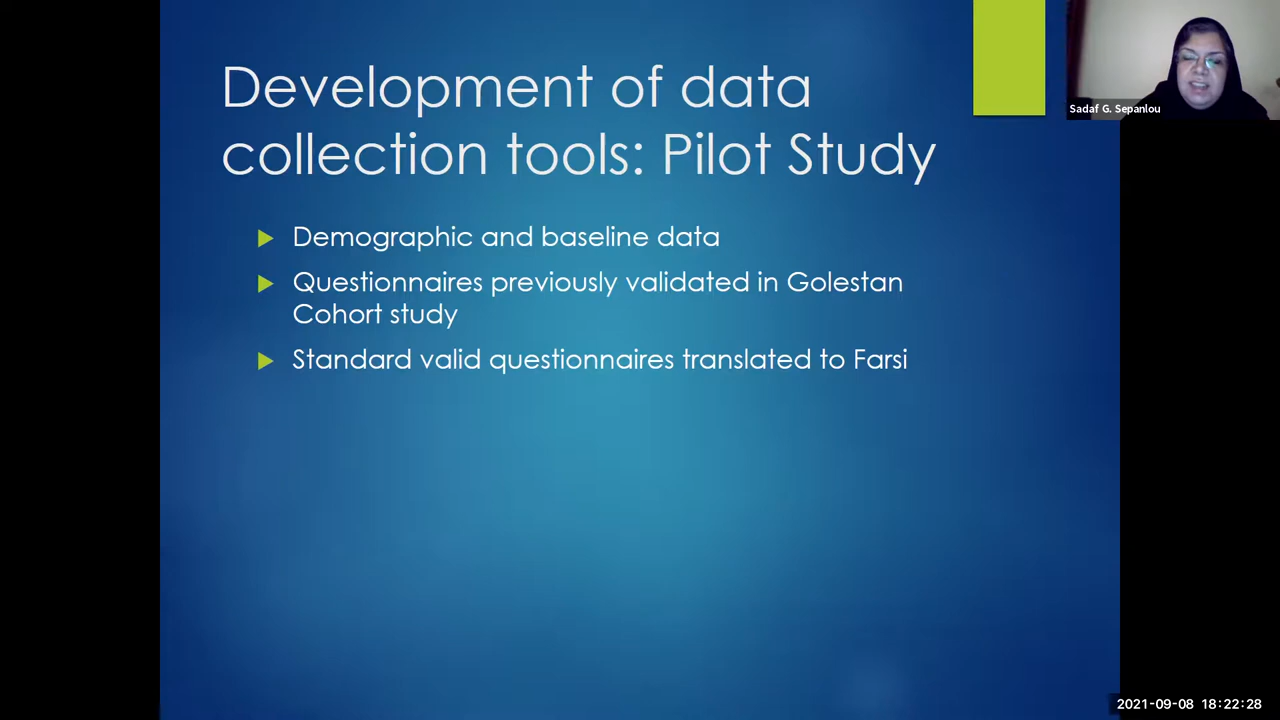 Development of data
collection tools: Pilot Study
Sadaf G. Sepanlou
Demographic and baseline data
Questionnaires previously validated in Golestan
Cohort study
Standard valid questionnaires translated to Farsi
2021-09-08 18:22:28